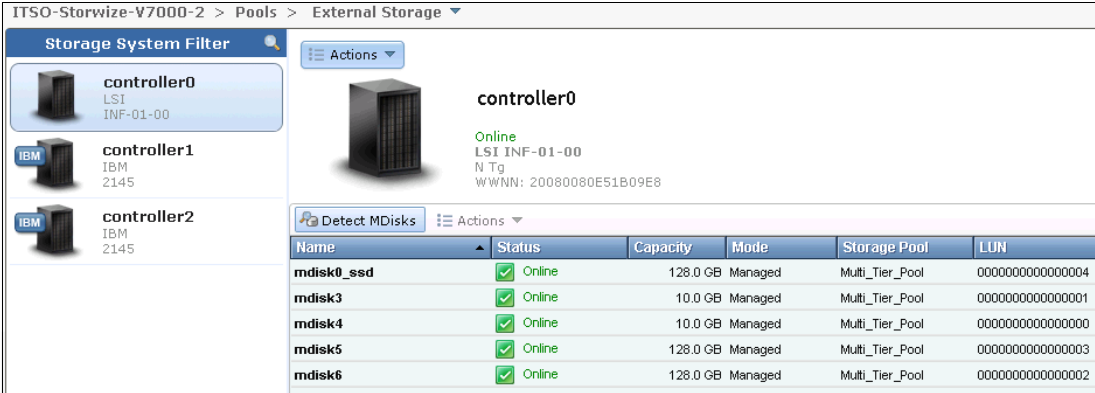 ITSO-Storwize-V7000-2 > Pools > External Storage
Storage System Filter
controller0
LSI
INF-01-00
IBM
controller1
IBM
2145
IBM
controller2
IBM
2145
Actions
controller0
Online
LSI INF-01-00
N Tg
WWNN: 20080080E51B09E8
Detect MDisks Actions
Name Status Capacity Mode Storage Pool LUN
mdisk0_ssd Online 128.0 GB Managed Multi_Tier_Pool 0000000000000004
mdisk3 Online 10.0 GB Managed Multi_Tier_Pool 0000000000000001
mdisk4 Online 10.0 GB Managed Multi_Tier_Pool 0000000000000000
mdisk5 Online 128.0 GB Managed Multi_Tier_Pool 0000000000000003
mdisk6 Online 128.0 GB Managed Multi_Tier_Pool 0000000000000002